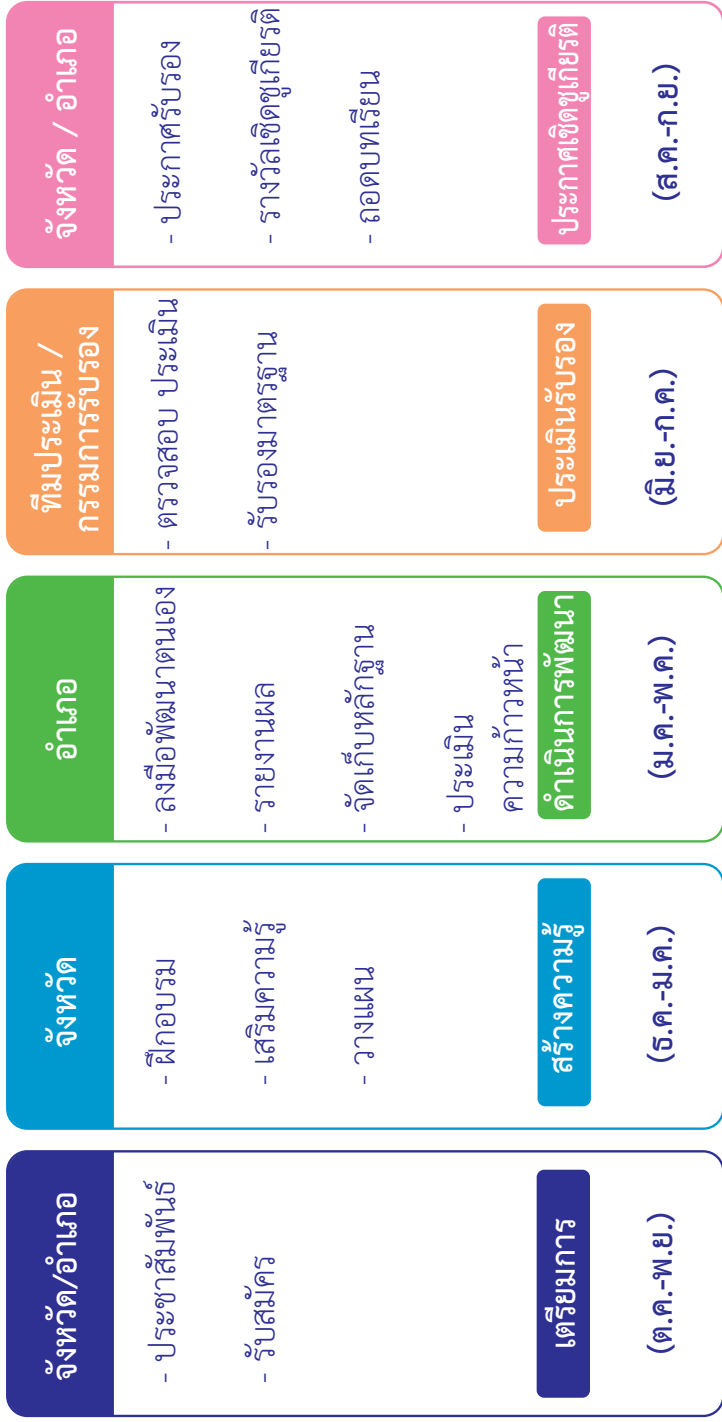 จังหวัด/อำเภอ
- ประชาสัมพันธ์
- รับสมัคร
เตรียมการ
(ต.ค.-พ.ย.)
จังหวัด
- ฝึกอบรม
- เสริมความรู้
- วางแผน
สร้างความรู้
(ธ.ค.-ม.ค.)
อำเภอ
- ลงมือพัฒนาตนเอง
- รายงานผล
- จัดเก็บหลักฐาน
- ประเมิน
ความก้าวหน้า
ดำเนินการพัฒนา
(ม.ค.-พ.ค.)
ทีมประเมิน /
กรรมการรับรอง
- ตรวจสอบ ประเมิน
- รับรองมาตรฐาน
ประเมินรับรอง
(มิ.ย.-ก.ค.)
จังหวัด / อำเภอ
- ประกาศรับรอง
- รางวัลเชิดชูเกียรติ
- ถอดบทเรียน
ประกาศเชิดชูเกียรติ
(ส.ค.-ก.ย.)